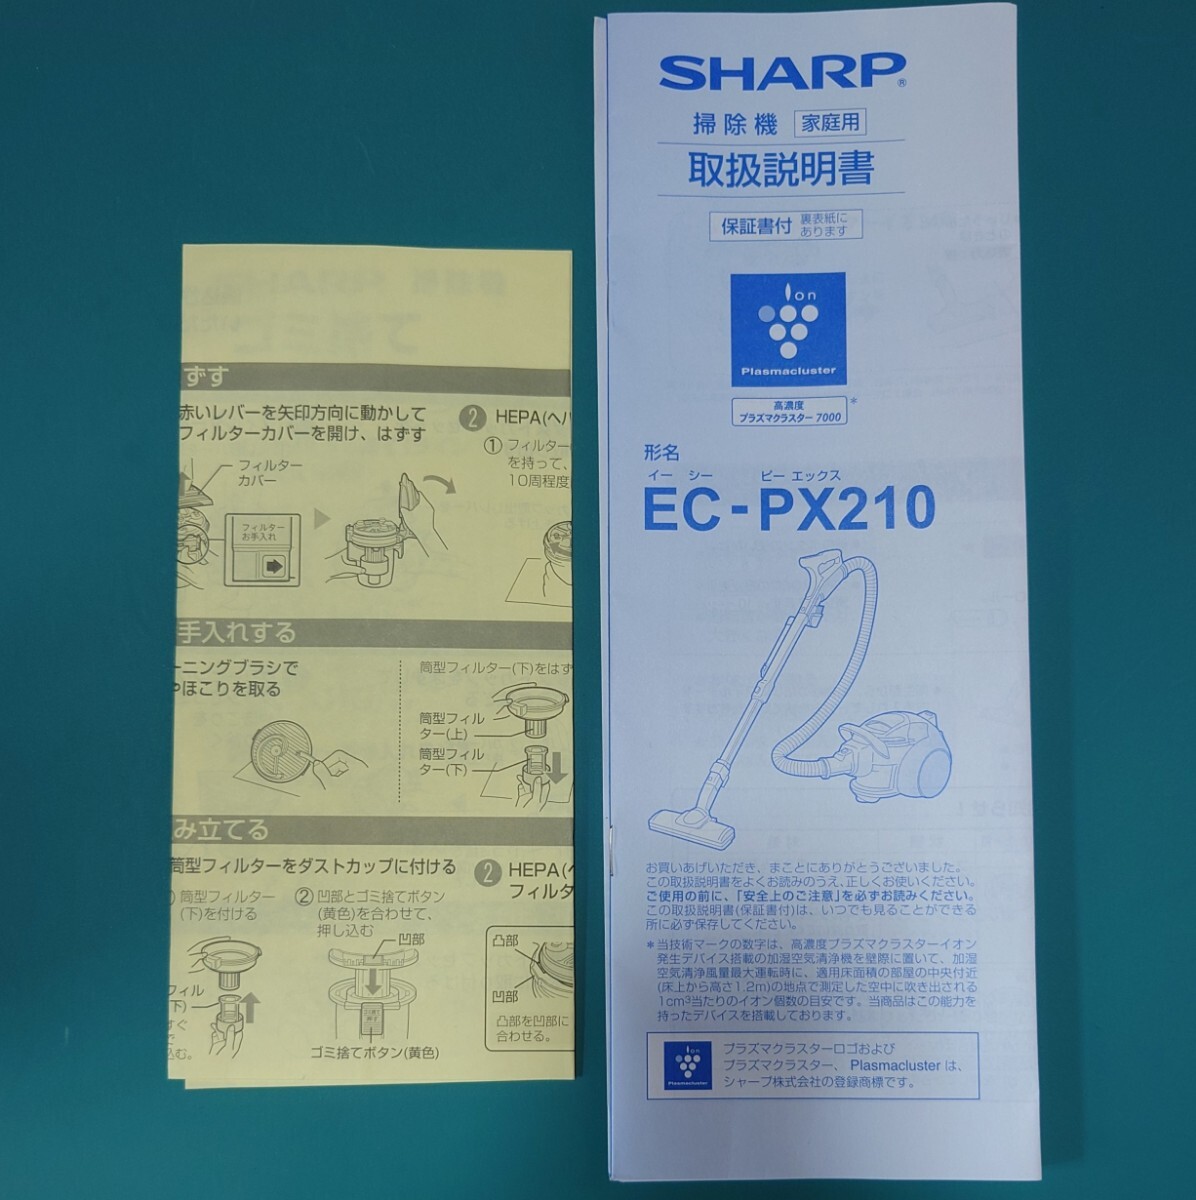 ずす
赤いレバーを矢印方向に動かして
フィルターカバーを開け、はずす
フィルター
カバー
フィルター
お手入れ
2 HEPA(ヘパ
① フィルター
を持って、
10周程度
手入れする
ーニングブラシで
ほこりを取る
筒型フィルター(下)をはず
筒型フィル
ター(上)
筒型フィル
ター(下)
み立てる
筒型フィルターをダストカップに付ける
筒型フィルター
(下)を付ける
フィル
下)
すぐ
で
込む。
② 凹部とゴミ捨てボタン
(黄色)を合わせて、
押し込む
凹部
ゴミ捨てボタン(黄色)
2 HEPA(ヘ
フィルタ
凸部
凹部
凸部を凹部に
合わせる。
SHARP®
掃除機 家庭用
取扱説明書
保証書付 裏表紙に
あります
Ion
Plasmacluster
高濃度
プラズマクラスター7000 *
形名
イー シー ピー エックス
EC-PX210
お買いあげいただき、まことにありがとうございました。
この取扱説明書をよくお読みのうえ、正しくお使いください。
ご使用の前に、「安全上のご注意」を必ずお読みください。
この取扱説明書(保証書付)は、いつでも見ることができる
所に必ず保存してください。
*当技術マークの数字は、高濃度プラズマクラスターイオン
発生デバイス搭載の加湿空気清浄機を壁際に置いて、加湿
空気清浄風量最大運転時に、適用床面積の部屋の中央付近
(床上から高さ1.2m)の地点で測定した空中に吹き出される
1cm³当たりのイオン個数の目安です。当商品はこの能力を
持ったデバイスを搭載しております。
Ion
Plasmacluster
プラズマクラスターロゴおよび
プラズマクラスター、Plasmacluster は、
シャープ株式会社の登録商標です。